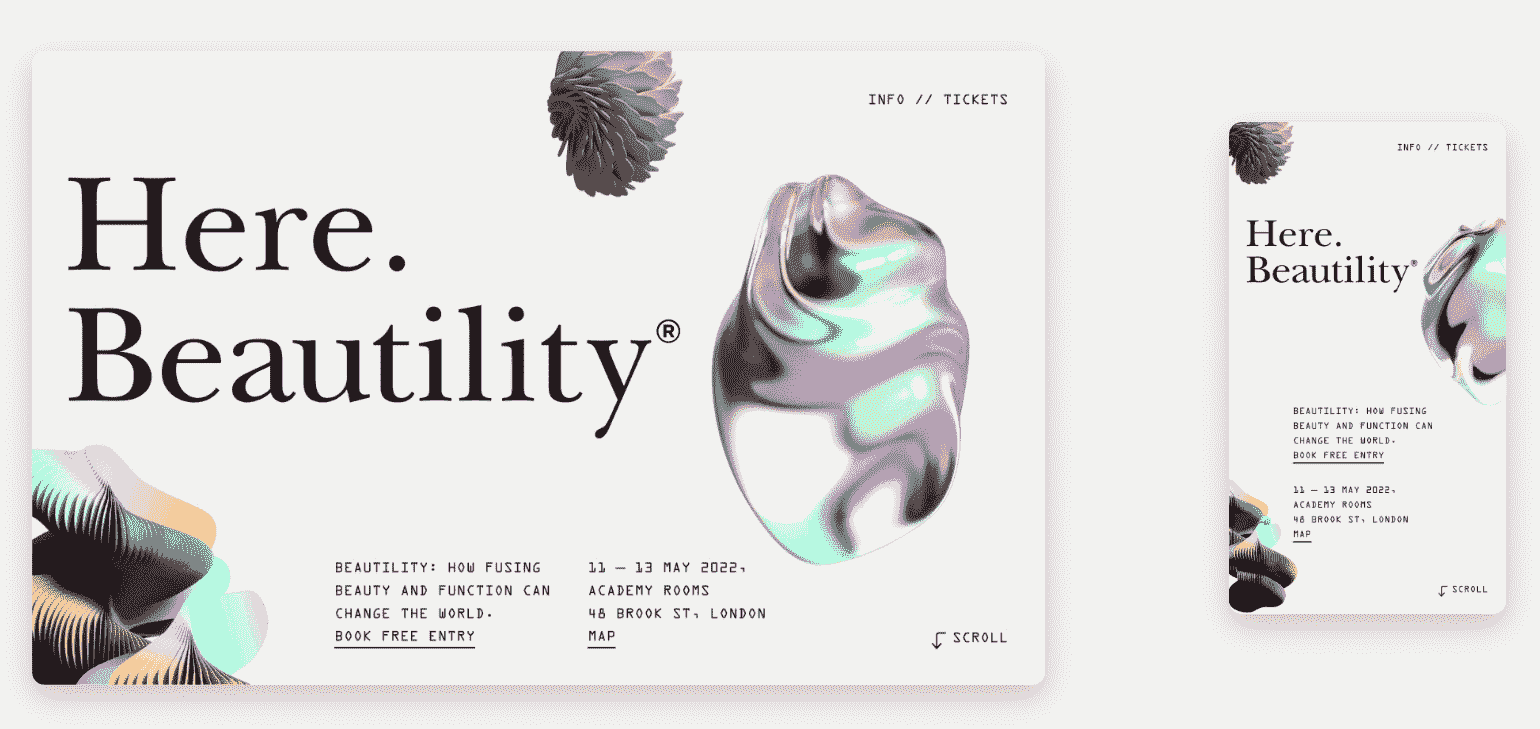 INFO // TICKETS
Here.
Beautility®
BEAUTILITY: HOW FUSING
BEAUTY AND FUNCTION CAN
CHANGE THE WORLD.
BOOK FREE ENTRY
11 — 13 MAY 2022,
ACADEMY ROOMS
48 BROOK ST, LONDON
MAP
SCROLL
INFO // TICKETS
Here.
Beautility®
BEAUTILITY: HOW FUSING
BEAUTY AND FUNCTION CAN
CHANGE THE WORLD.
BOOK FREE ENTRY
11 — 13 MAY 2022,
ACADEMY ROOMS
48 BROOK ST, LONDON
MAP
SCROLL